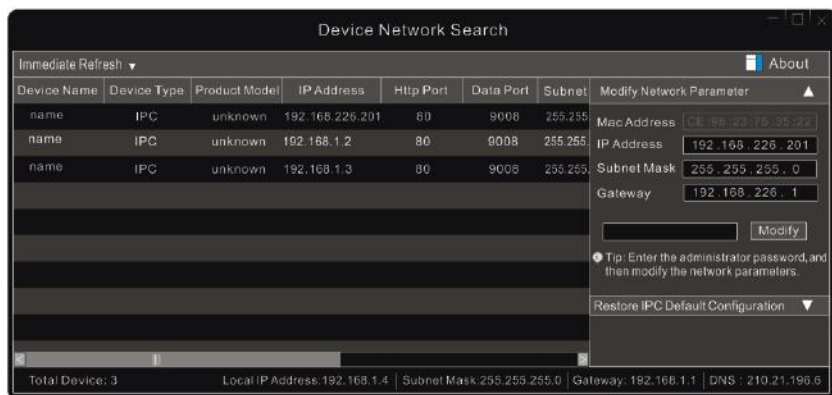 Device Network Search
Immediate Refresh
About
Device Name Device Type Product Model IP Address Http Port Data Port Subnet
name IPC unknown 192.168.226.201 80 9008 255.255
name IPC unknown 192.168.1.2 80 9008 255.255.
name IPC unknown 192.168.1.3 80 9008 255.255.
Modify Network Parameter
Mac Address CE:98:23:75:35:22
IP Address 192.168.226.201
Subnet Mask 255.255.255.0
Gateway 192.168.226.1
Modify
Tip: Enter the administrator password, and
then modify the network parameters.
Restore IPC Default Configuration
Total Device: 3 Local IP Address:192.168.1.4 Subnet Mask:255.255.255.0 Gateway: 192.168.1.1 DNS : 210.21.196.6